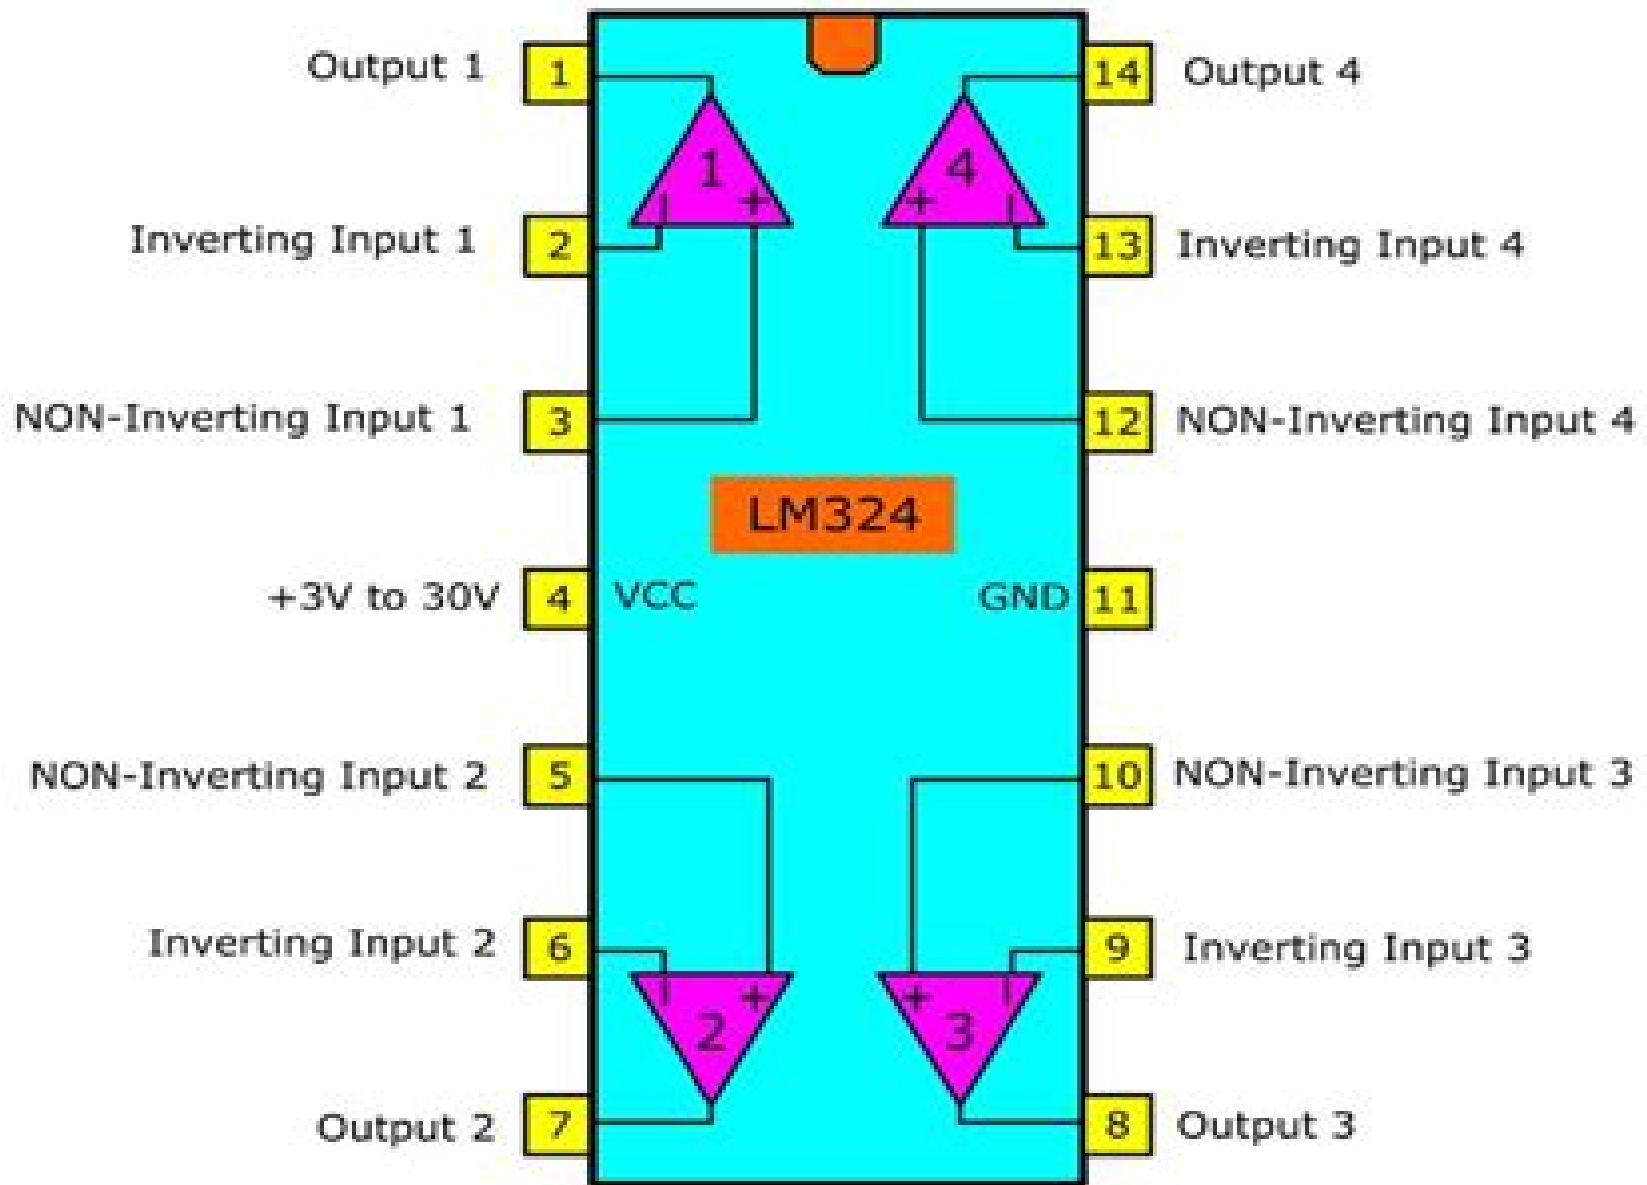 Output 1 1 14 Output 4
1 4
- + + -
Inverting Input 1 2 13 Inverting Input 4
NON-Inverting Input 1 3 12 NON-Inverting Input 4
LM324
+3V to 30V 4 VCC GND 11
NON-Inverting Input 2 5 10 NON-Inverting Input 3
Inverting Input 2 6 9 Inverting Input 3
- + + -
2 3
Output 2 7 8 Output 3